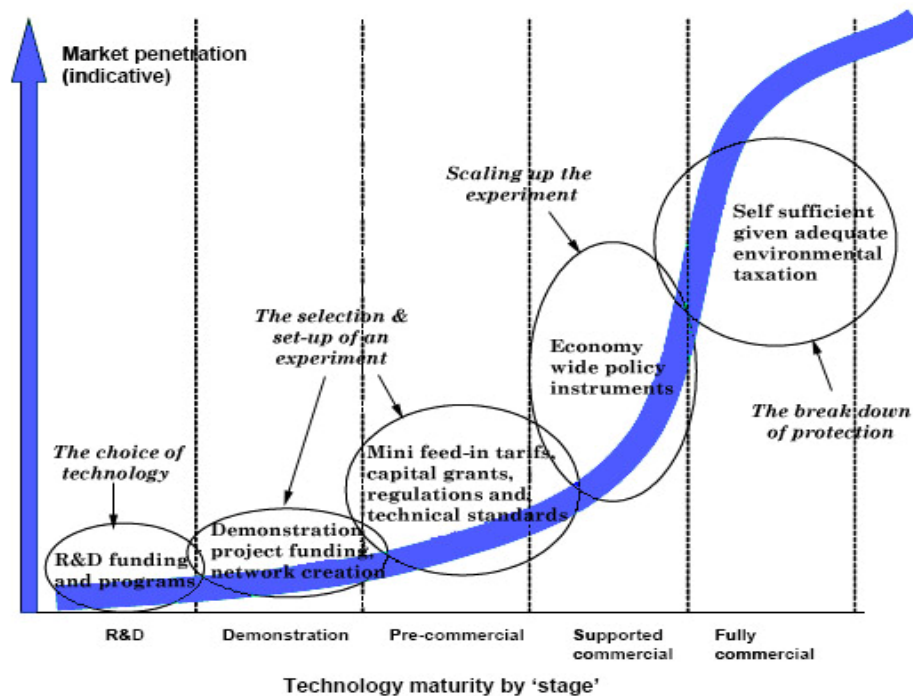 Market penetration
(indicative)
Scaling up the
experiment
Self sufficient
given adequate
environmental
taxation
The selection &
set-up of an
experiment
Economy
wide policy
instruments
The break down
of protection
The choice of
technology
Mini feed-in tarifs,
capital grants,
regulations and
technical standards
Demonstration
project funding,
network creation
R&D funding
and programs
R&D
Demonstration
Pre-commercial
Supported
commercial
Fully
commercial
Technology maturity by 'stage'